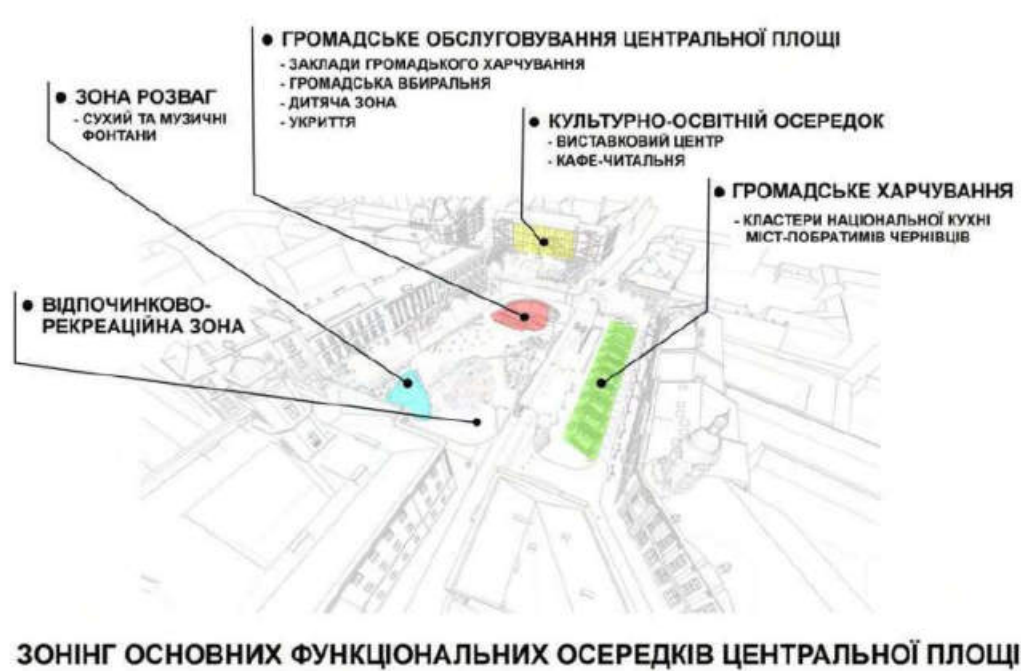 ● ГРОМАДСЬКЕ ОБСЛУГОВУВАННЯ ЦЕНТРАЛЬНОЇ ПЛОЩІ
- ЗАКЛАДИ ГРОМАДЬКОГО ХАРЧУВАННЯ
- ГРОМАДСЬКА ВБИРАЛЬНЯ
- ДИТЯЧА ЗОНА
- УКРИТТЯ
● ЗОНА РОЗВАГ
- СУХИЙ ТА МУЗИЧНІ
ФОНТАНИ
● КУЛЬТУРНО-ОСВІТНІЙ ОСЕРЕДОК
- ВИСТАВКОВИЙ ЦЕНТР
- КАФЕ-ЧИТАЛЬНЯ
● ГРОМАДСЬКЕ ХАРЧУВАННЯ
- КЛАСТЕРИ НАЦІОНАЛЬНОЇ КУХНІ
МІСТ-ПОБРАТИМІВ ЧЕРНІВЦІВ
● ВІДПОЧИНКОВО-
РЕКРЕАЦІЙНА ЗОНА
ЗОНІНГ ОСНОВНИХ ФУНКЦІОНАЛЬНИХ ОСЕРЕДКІВ ЦЕНТРАЛЬНОЇ ПЛОЩІ